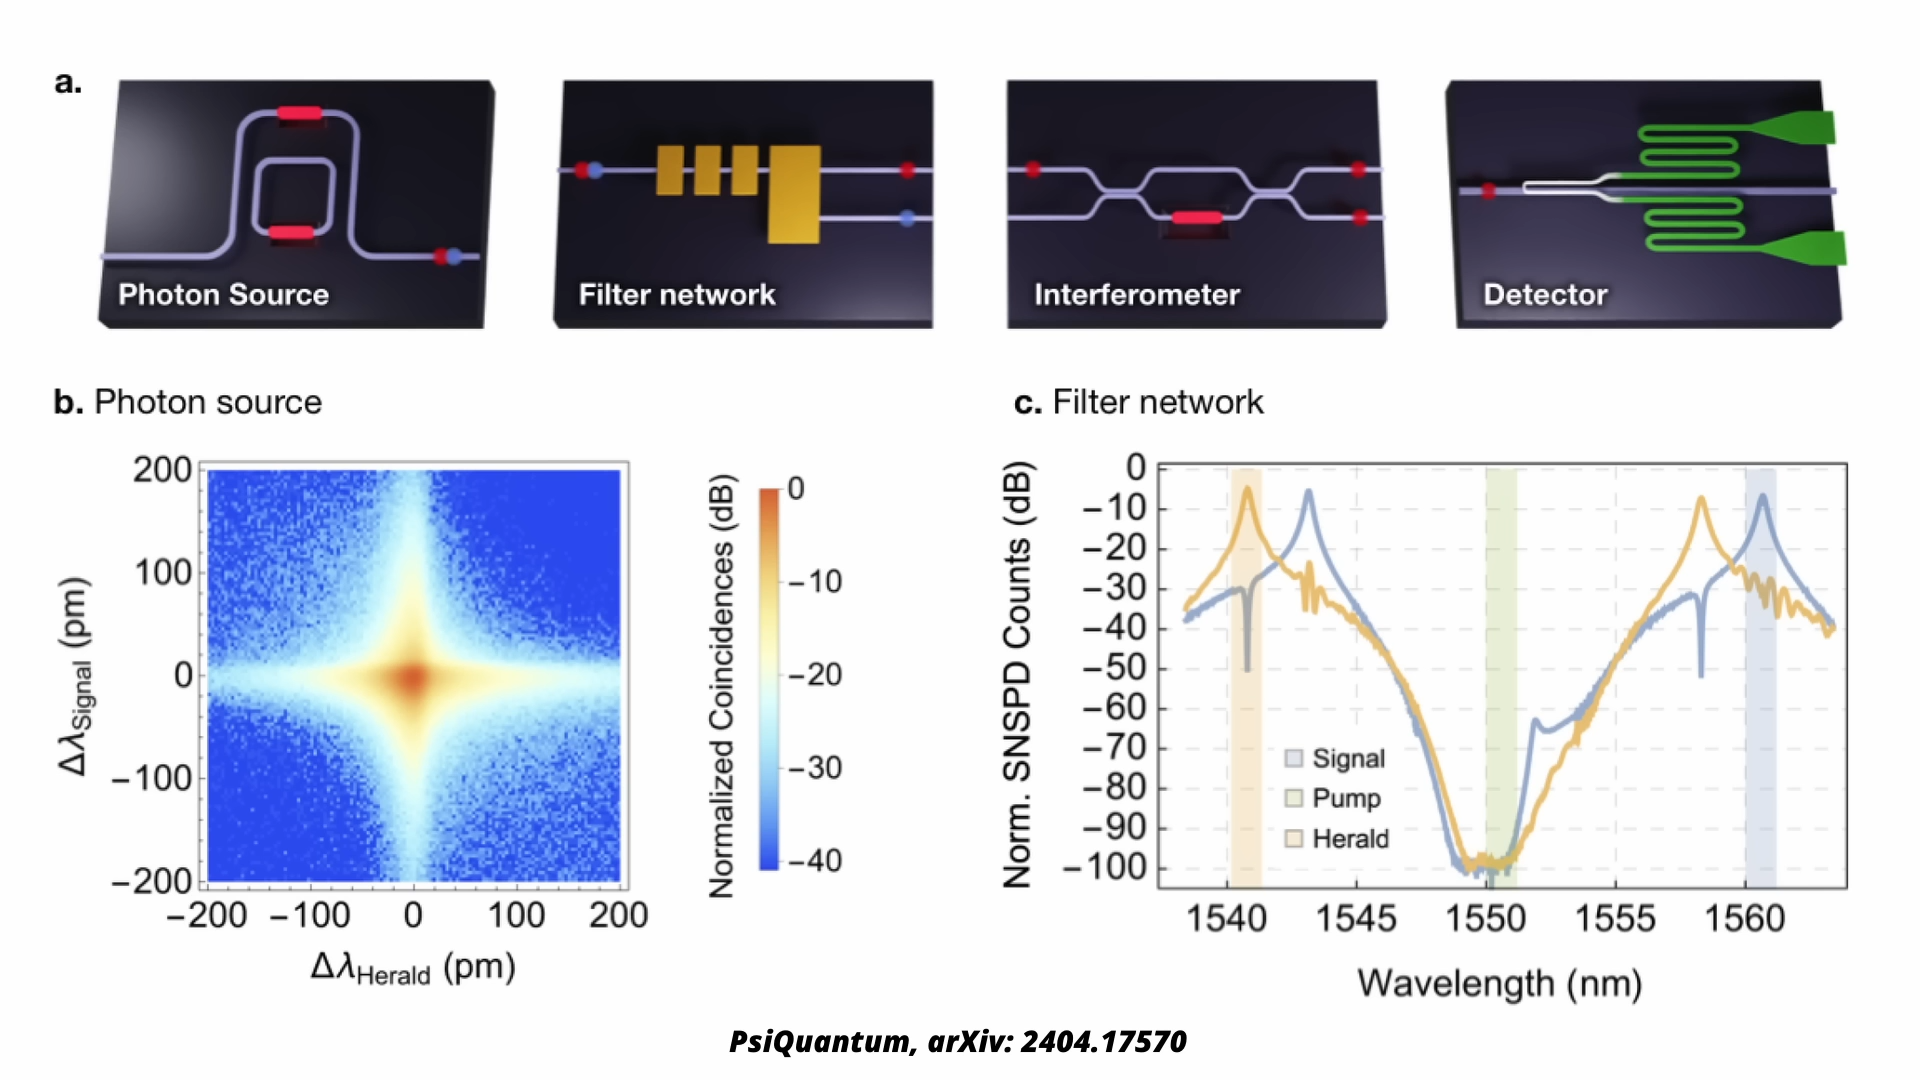 a.
Photon Source
Filter network
Interferometer
Detector
b. Photon source
200
100
0
−100
−200
−200
−100
0
100
200
ΔλSignal (pm)
ΔλHerald (pm)
Normalized Coincidences (dB)
0
−10
−20
−30
−40
c. Filter network
Norm. SNSPD Counts (dB)
0
−10
−20
−30
−40
−50
−60
−70
−80
−90
−100
Signal
Pump
Herald
1540
1545
1550
1555
1560
Wavelength (nm)
PsiQuantum, arXiv: 2404.17570